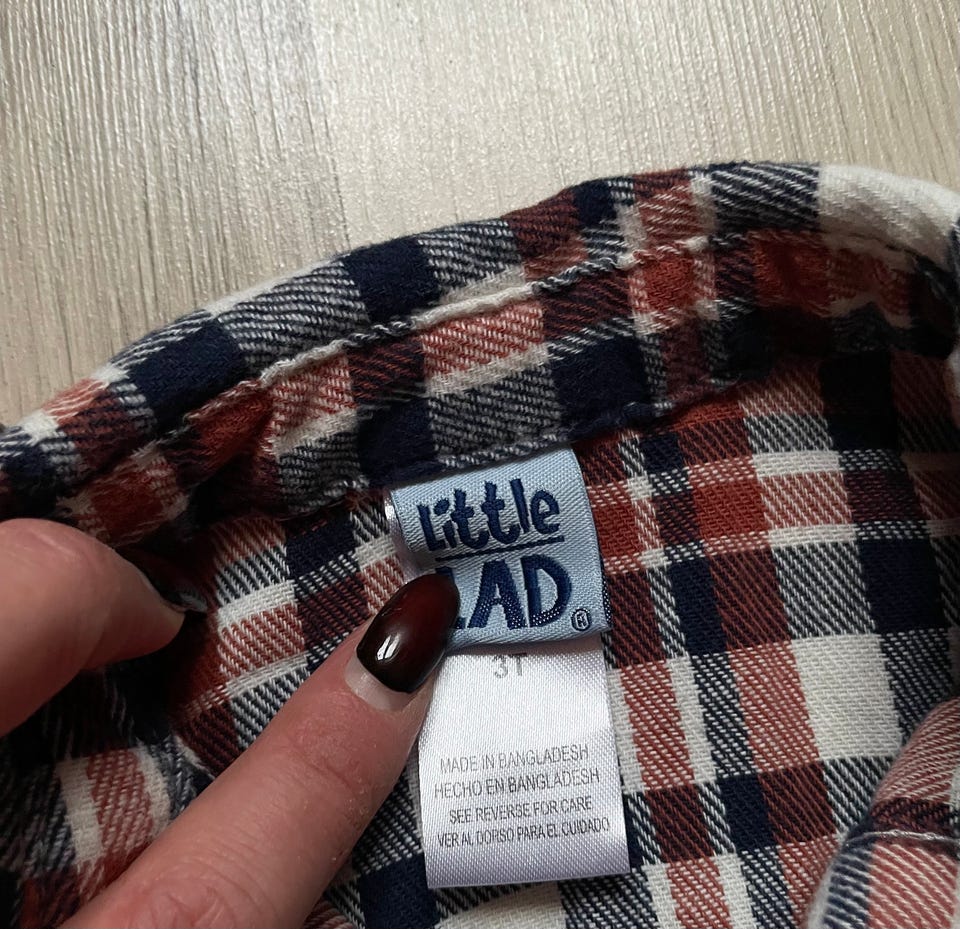 Little
LAD®
3T
MADE IN BANGLADESH
HECHO EN BANGLADESH
SEE REVERSE FOR CARE
VER AL DORSO PARA EL CUIDADO